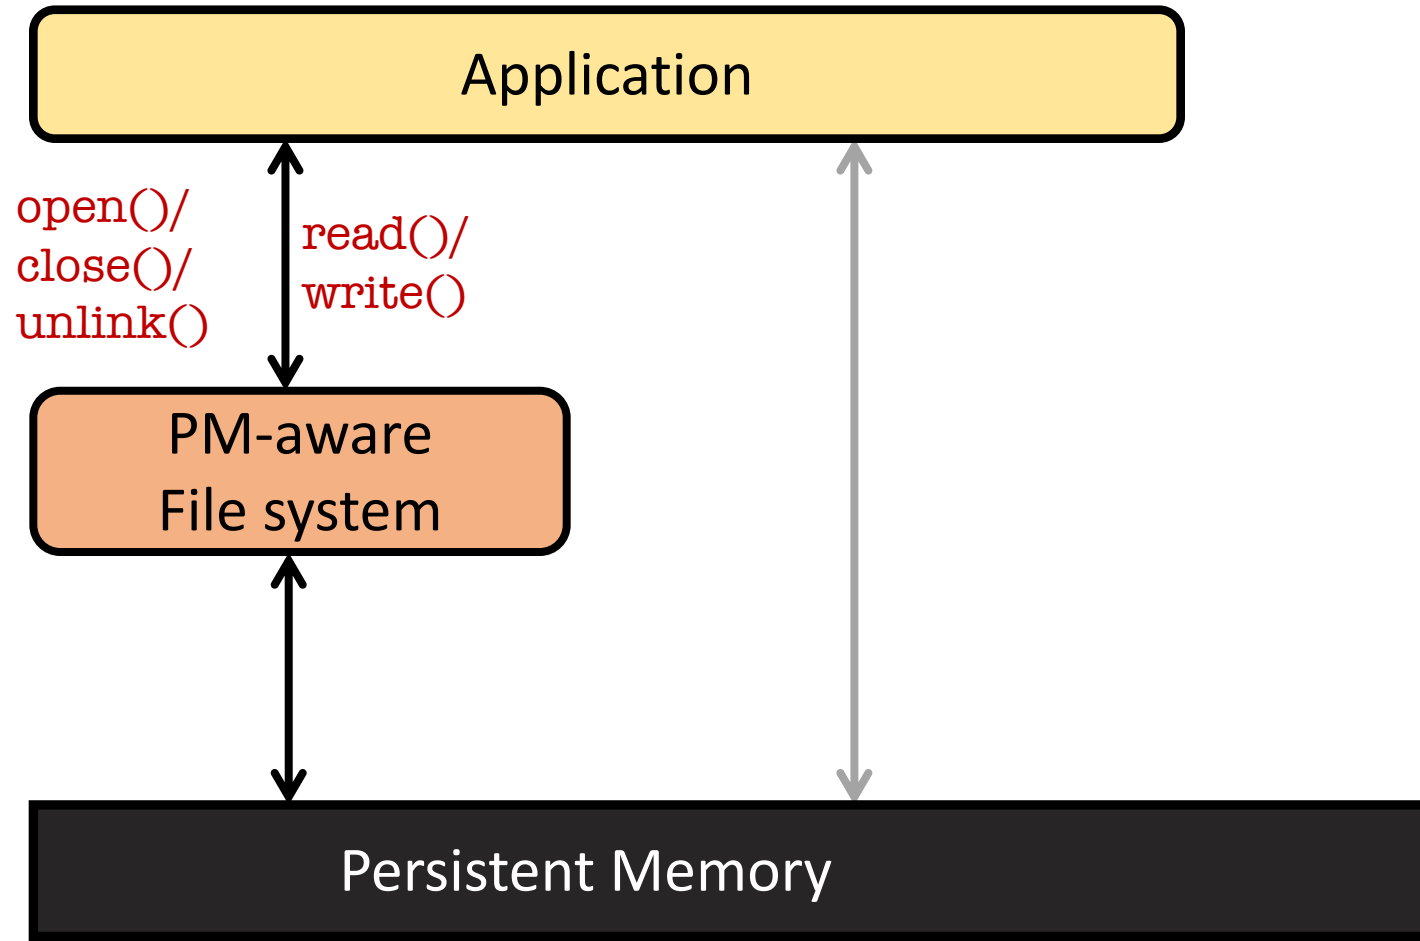 Application
open()/
close()/
unlink()
read()/
write()
PM-aware
File system
Persistent Memory